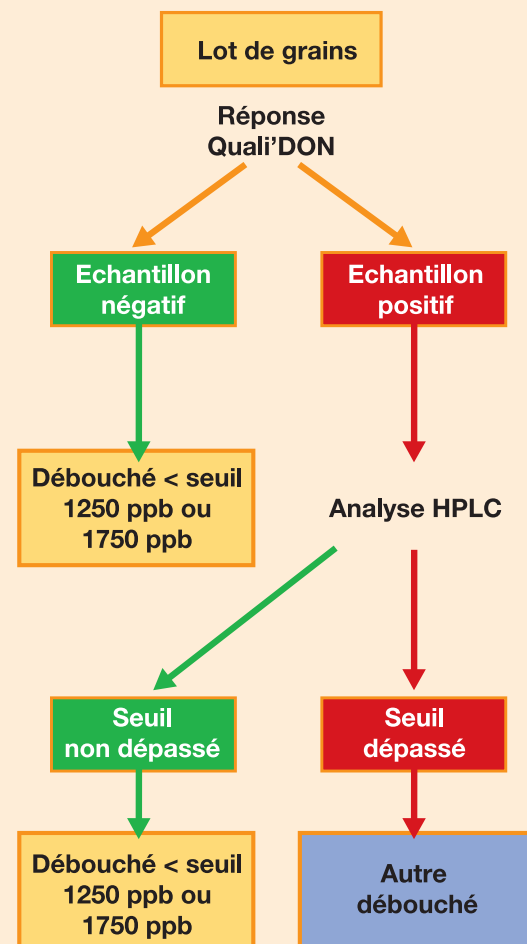 Lot de grains
Réponse
Quali'DON
Echantillon
négatif
Echantillon
positif
Débouché < seuil
1250 ppb ou
1750 ppb
Analyse HPLC
Seuil
non dépassé
Seuil
dépassé
Débouché < seuil
1250 ppb ou
1750 ppb
Autre
débouché